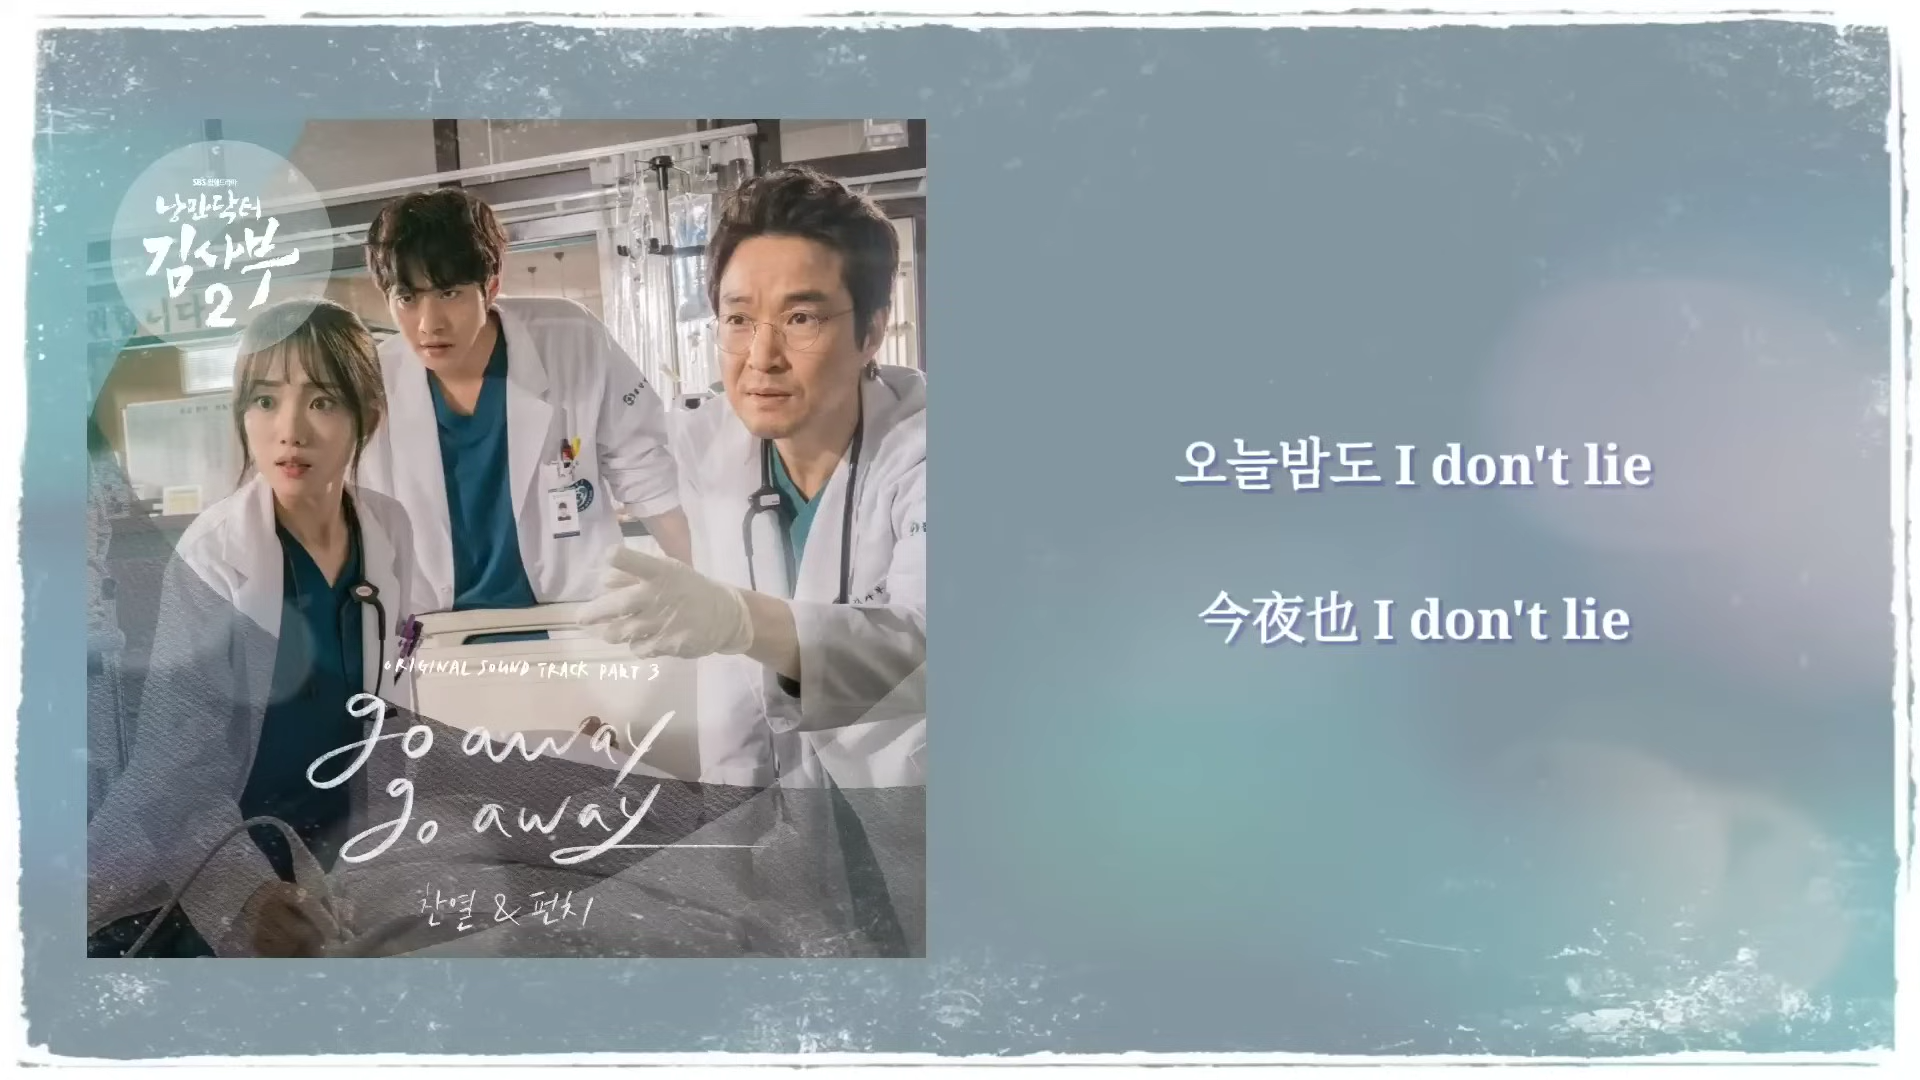 SBS 월화드라마
낭만닥터
김사부
2
니다
ORIGINAL SOUND TRACK PART 3
go away
go away
찬열 & 펀치
오늘밤도 I don't lie
今夜也 I don't lie